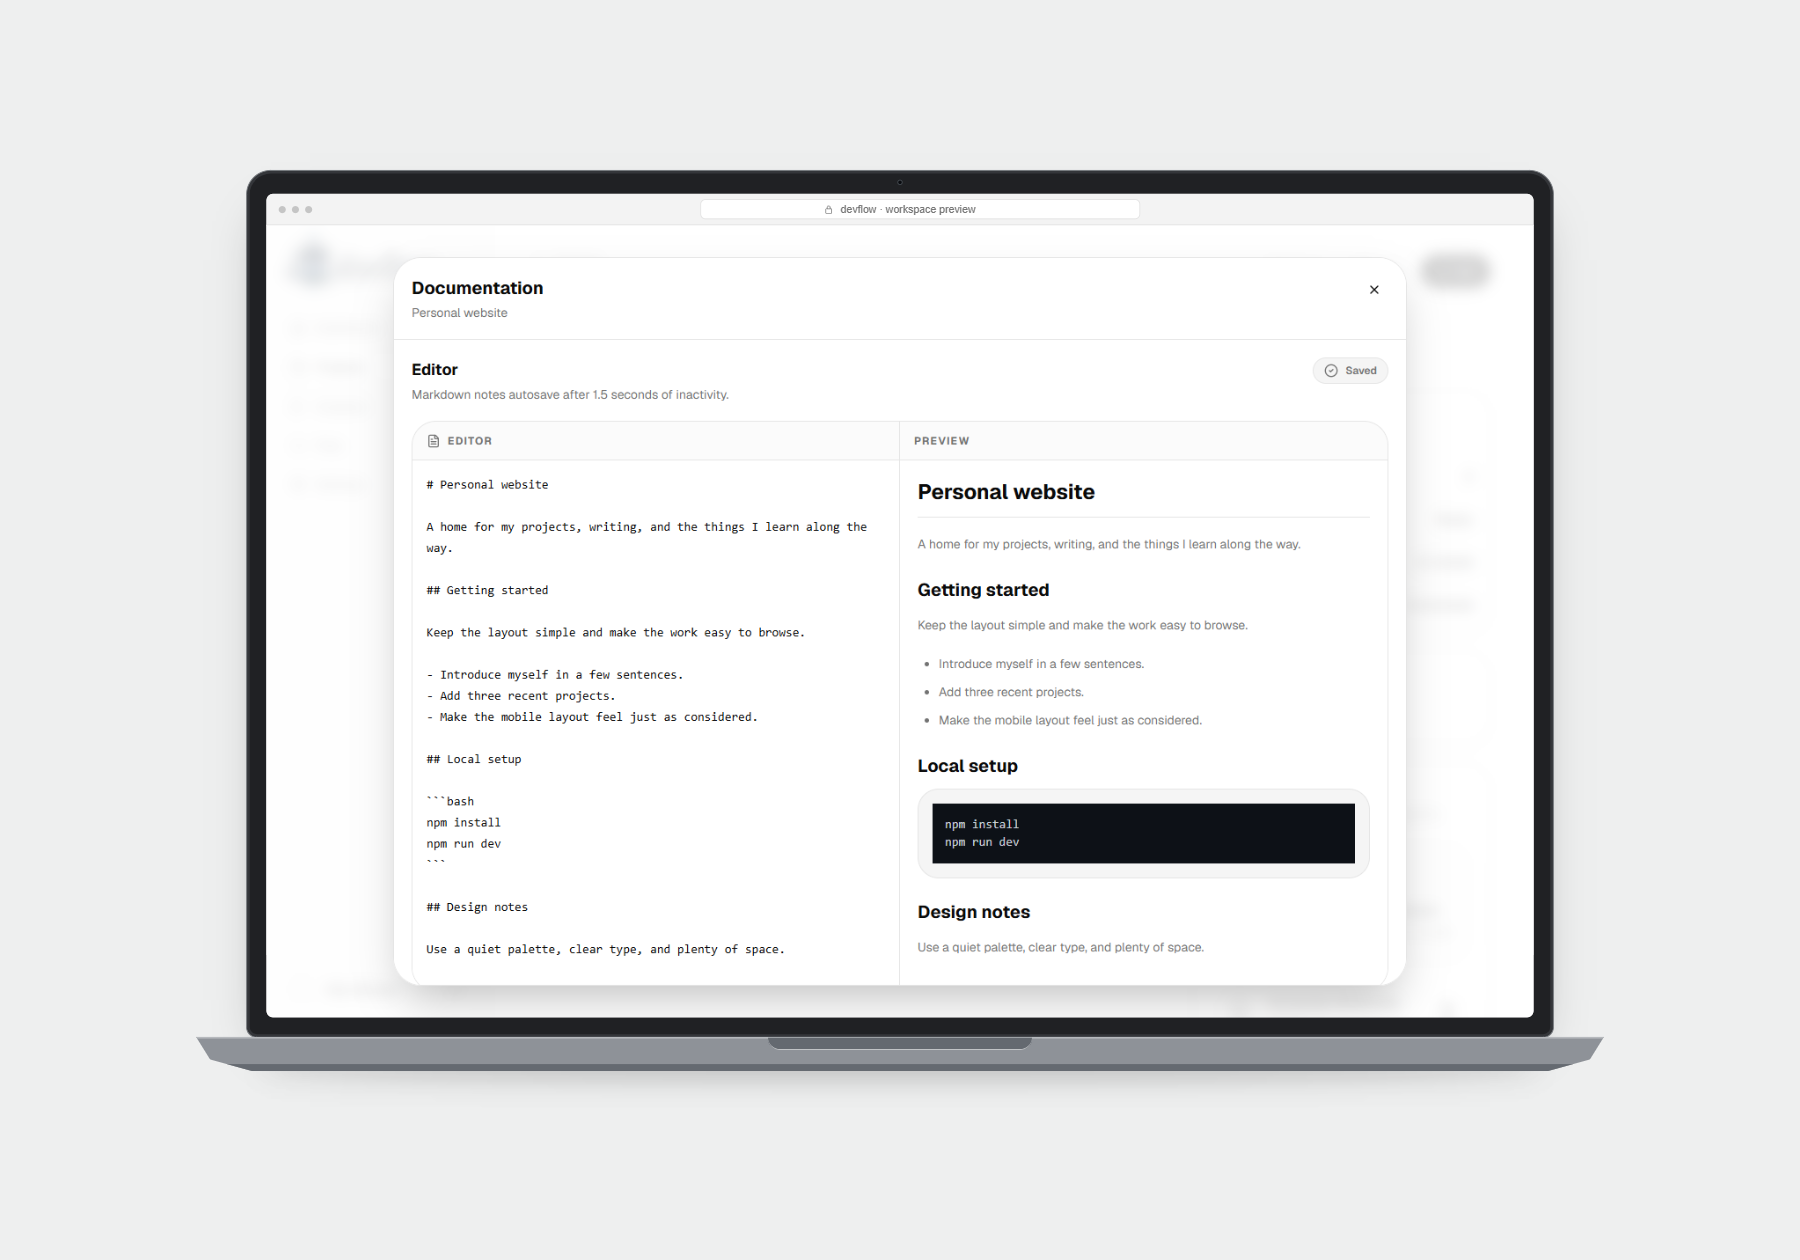 devflow · workspace preview
Documentation
Personal website
Editor
Saved
Markdown notes autosave after 1.5 seconds of inactivity.
EDITOR
# Personal website
A home for my projects, writing, and the things I learn along the
way.
## Getting started
Keep the layout simple and make the work easy to browse.
- Introduce myself in a few sentences.
- Add three recent projects.
- Make the mobile layout feel just as considered.
## Local setup
```bash
npm install
npm run dev
```
## Design notes
Use a quiet palette, clear type, and plenty of space.
PREVIEW
Personal website
A home for my projects, writing, and the things I learn along the way.
Getting started
Keep the layout simple and make the work easy to browse.
• Introduce myself in a few sentences.
• Add three recent projects.
• Make the mobile layout feel just as considered.
Local setup
npm install
npm run dev
Design notes
Use a quiet palette, clear type, and plenty of space.